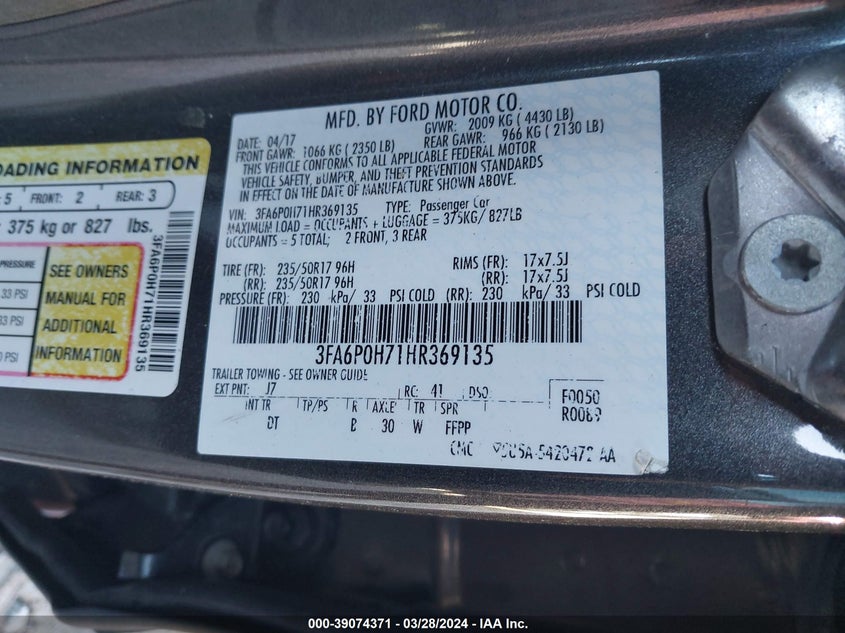 MFD. BY FORD MOTOR CO.
DATE: 04/17 GVWR: 2009 KG ( 4430 LB)
FRONT GAWR: 1066 KG ( 2350 LB) REAR GAWR: 966 KG ( 2130 LB)
THIS VEHICLE CONFORMS TO ALL APPLICABLE FEDERAL MOTOR
VEHICLE SAFETY, BUMPER, AND THEFT PREVENTION STANDARDS
IN EFFECT ON THE DATE OF MANUFACTURE SHOWN ABOVE.
VIN: 3FA6P0H71HR369135 TYPE: Passenger Car
MAXIMUM LOAD = OCCUPANTS + LUGGAGE = 375KG/ 827LB
OCCUPANTS = 5 TOTAL; 2 FRONT, 3 REAR
TIRE (FR): 235/50R17 96H RIMS (FR): 17x7.5J
(RR): 235/50R17 96H (RR): 17x7.5J
PRESSURE (FR): 230 kPa/ 33 PSI COLD (RR): 230 kPa/ 33 PSI COLD
3FA6P0H71HR369135
TRAILER TOWING - SEE OWNER GUIDE
EXT PNT: J7 RC: 41 DSO: F0050
INT TR TP/PS R AXLE TR SPR R0069
DT B 30 W FFPP
CMC 5420472 AA
LOADING INFORMATION
5 FRONT: 2 REAR: 3
375 kg or 827 lbs.
PRESSURE
33 PSI
33 PSI
PSI
SEE OWNERS
MANUAL FOR
ADDITIONAL
INFORMATION
3FA6P0H71HR369135
000-39074371 / 03/28/2024 - IAA Inc.